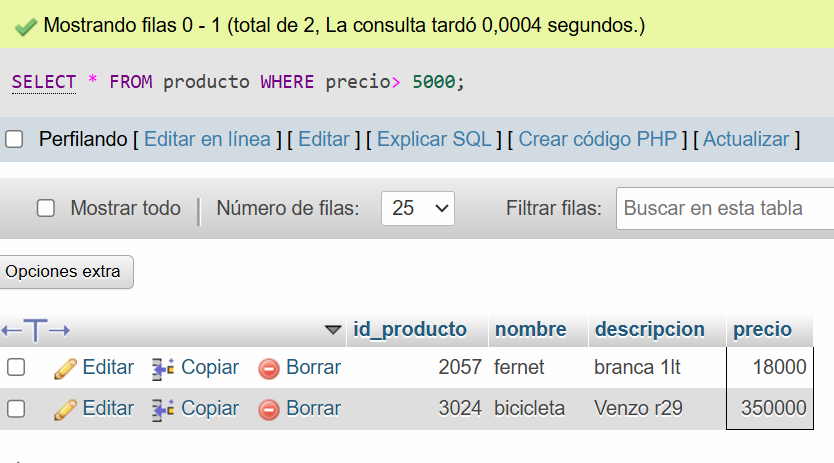 Mostrando filas 0 - 1 (total de 2, La consulta tardó 0,0004 segundos.)
SELECT * FROM producto WHERE precio> 5000;
Perfilando [ Editar en línea ] [ Editar ] [ Explicar SQL ] [ Crear código PHP ] [ Actualizar ]
Mostrar todo | Número de filas: 25 Filtrar filas: Buscar en esta tabla
Opciones extra
←T→ id_producto nombre descripcion precio
Editar Copiar Borrar 2057 fernet branca 1lt 18000
Editar Copiar Borrar 3024 bicicleta Venzo r29 350000